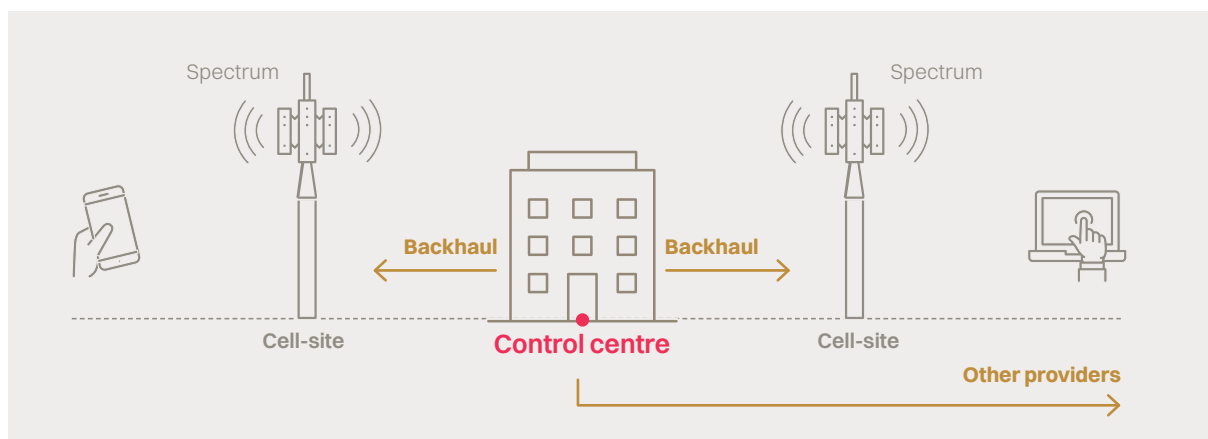 Spectrum
Spectrum
Backhaul
Backhaul
Cell-site
Control centre
Cell-site
Other providers